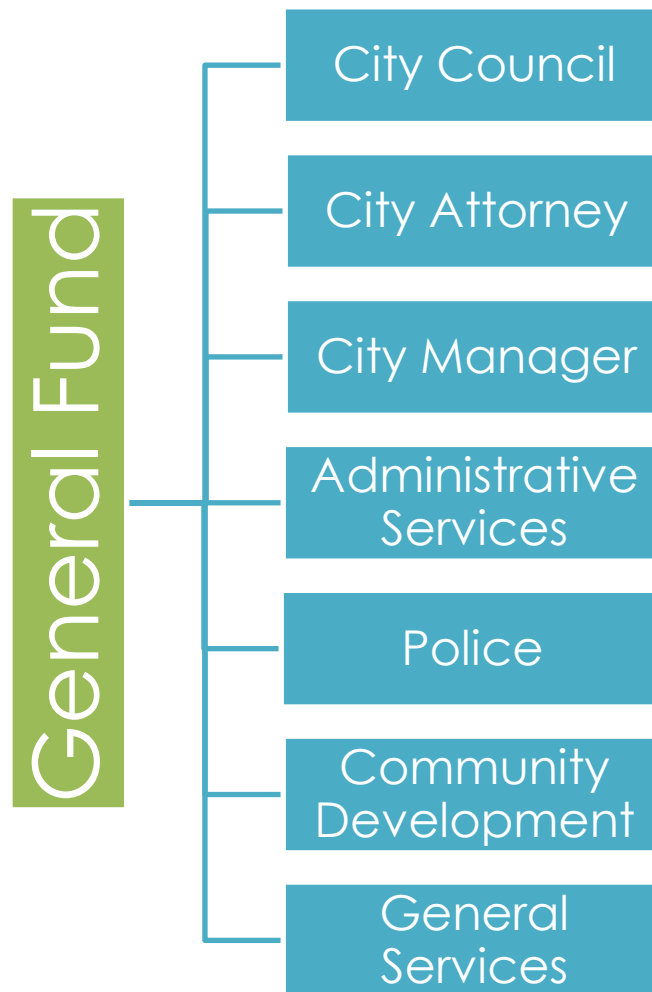 General Fund
City Council
City Attorney
City Manager
Administrative
Services
Police
Community
Development
General
Services